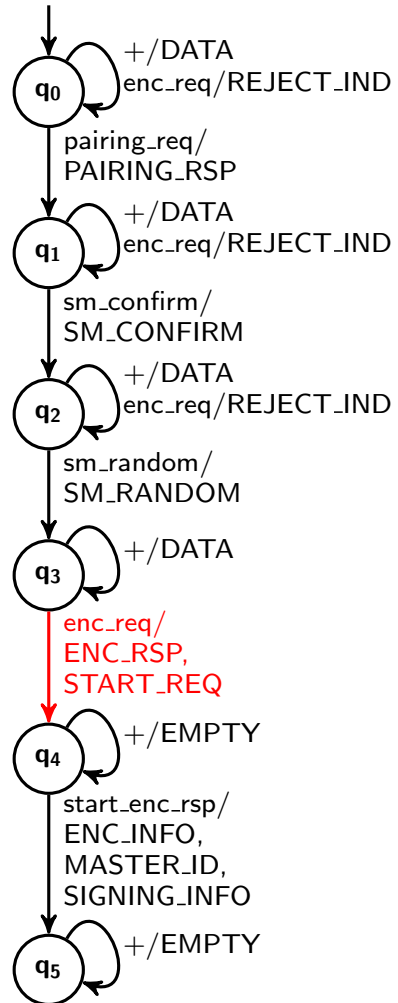 +/DATA
enc_req/REJECT_IND
q0
pairing_req/
PAIRING_RSP
+/DATA
enc_req/REJECT_IND
q1
sm_confirm/
SM_CONFIRM
+/DATA
enc_req/REJECT_IND
q2
sm_random/
SM_RANDOM
+/DATA
q3
enc_req/
ENC_RSP,
START_REQ
+/EMPTY
q4
start_enc_rsp/
ENC_INFO,
MASTER_ID,
SIGNING_INFO
+/EMPTY
q5